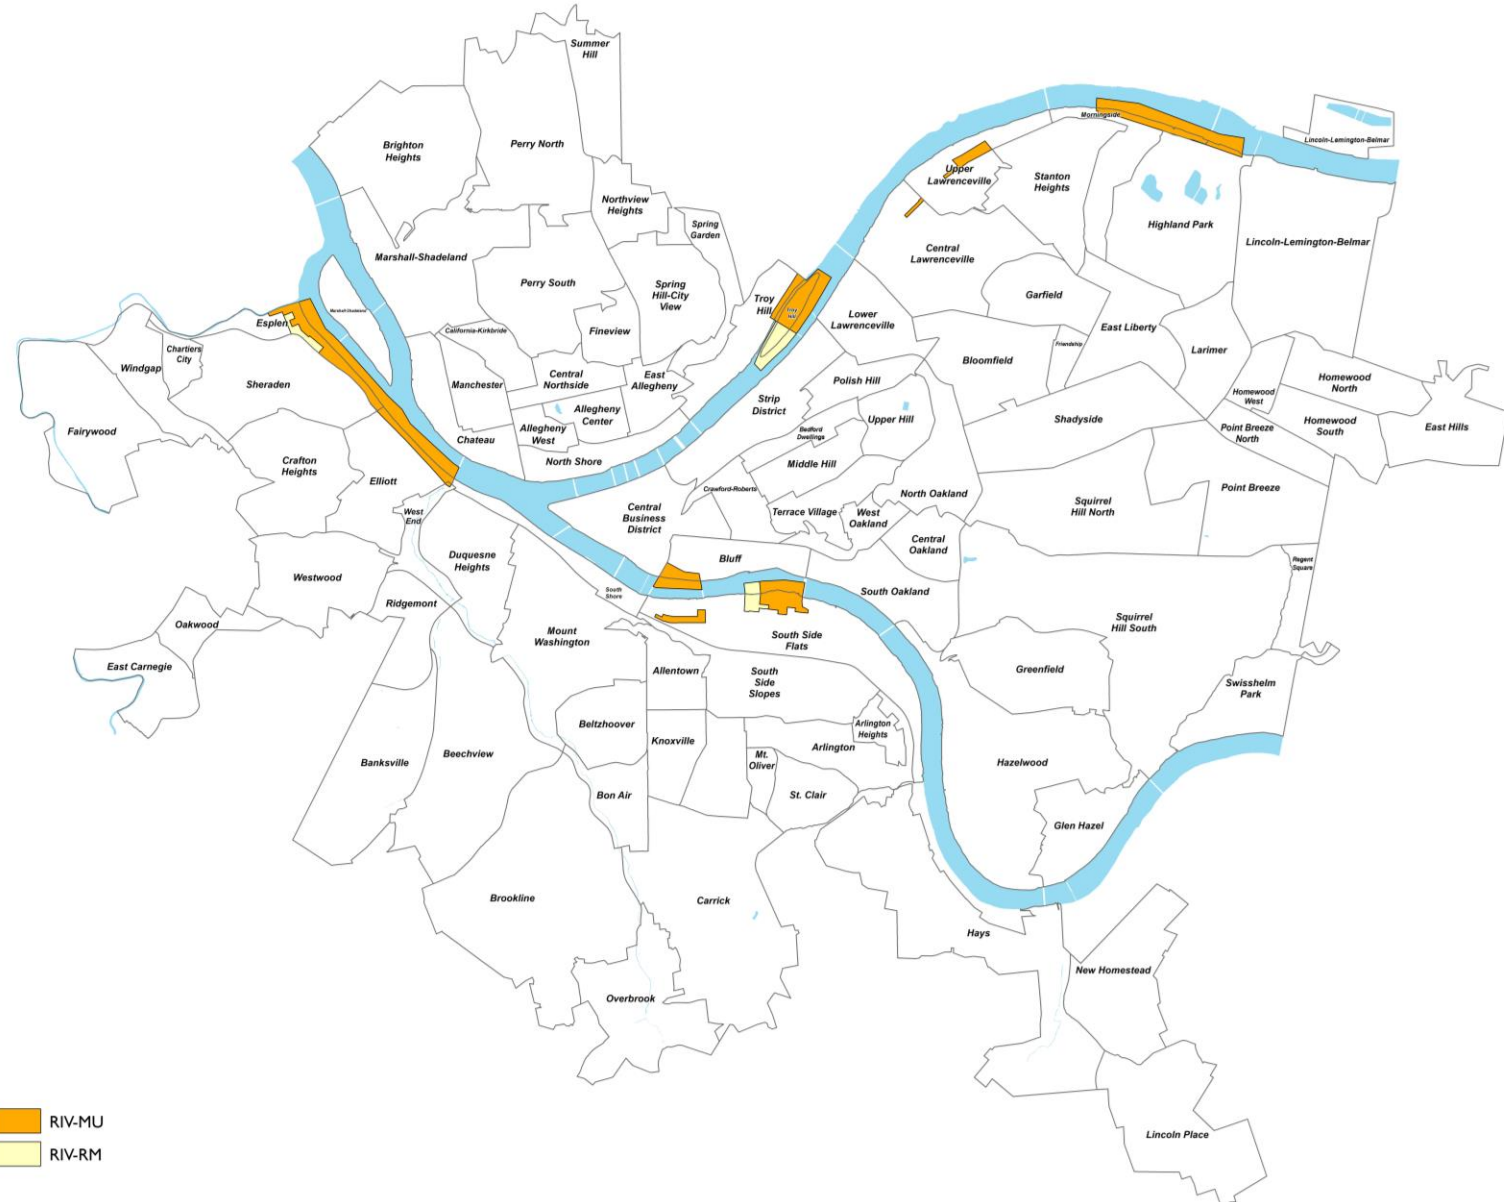 Summer
Hill
Brighton
Heights
Perry North
Morningside
Lincoln-Lemington-Belmar
Upper
Lawrenceville
Stanton
Heights
Northview
Heights
Spring
Garden
Highland Park
Lincoln-Lemington-Belmar
Marshall-Shadeland
Central
Lawrenceville
Perry South
Spring
Hill-City
View
Troy
Hill
Troy
Hill
Garfield
Marshall-Shadeland
Esplen
California-Kirkbride
Fineview
Lower
Lawrenceville
East Liberty
Friendship
Larimer
Chartiers
City
Windgap
Sheraden
Manchester
Central
Northside
East
Allegheny
Bloomfield
Polish Hill
Homewood
North
Homewood
West
Strip
District
Allegheny
Center
Allegheny
West
Upper Hill
Shadyside
Homewood
South
Point Breeze
North
East Hills
Fairywood
Chateau
Bedford
Dwellings
North Shore
Middle Hill
Crafton
Heights
Elliott
Crawford-Roberts
North Oakland
Point Breeze
Squirrel
Hill North
West
End
Central
Business
District
Terrace Village
West
Oakland
Central
Oakland
Duquesne
Heights
Bluff
Regent
Square
Westwood
South
Shore
South Oakland
Ridgemont
Oakwood
Mount
Washington
South Side
Flats
Squirrel
Hill South
East Carnegie
Allentown
South
Side
Slopes
Greenfield
Swisshelm
Park
Beltzhoover
Arlington
Heights
Knoxville
Arlington
Beechview
Banksville
Mt.
Oliver
Hazelwood
Bon Air
St. Clair
Glen Hazel
Brookline
Carrick
Hays
New Homestead
Overbrook
RIV-MU
Lincoln Place
RIV-RM